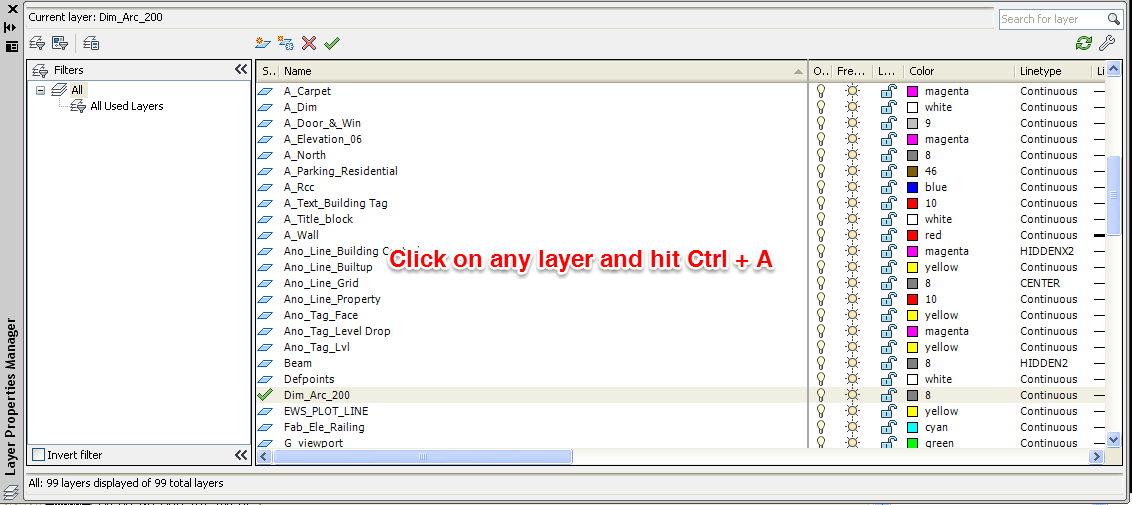 Current layer: Dim_Arc_200
Search for layer
Filters
All
All Used Layers
Invert filter
S.. Name O.. Fre... L... Color Linetype Li
A_Carpet magenta Continuous
A_Dim white Continuous
A_Door_&_Win 9 Continuous
A_Elevation_06 magenta Continuous
A_North 8 Continuous
A_Parking_Residential 46 Continuous
A_Rcc blue Continuous
A_Text_Building Tag 10 Continuous
A_Title_block white Continuous
A_Wall red Continuous
Ano_Line_Building magenta HIDDENX2
Click on any layer and hit Ctrl + A
Ano_Line_Builtup yellow Continuous
Ano_Line_Grid 8 CENTER
Ano_Line_Property 10 Continuous
Ano_Tag_Face yellow Continuous
Ano_Tag_Level Drop magenta Continuous
Ano_Tag_Lvl yellow Continuous
Beam 8 HIDDEN2
Defpoints white Continuous
Dim_Arc_200 8 Continuous
EWS_PLOT_LINE yellow Continuous
Fab_Ele_Railing cyan Continuous
G_viewport green Continuous
All: 99 layers displayed of 99 total layers
Layer Properties Manager